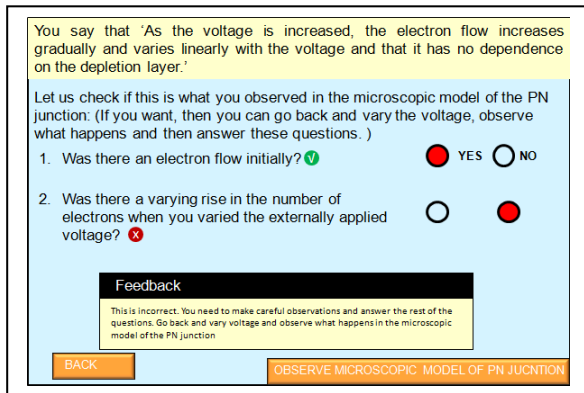 You say that 'As the voltage is increased, the electron flow increases
gradually and varies linearly with the voltage and that it has no dependence
on the depletion layer.'
Let us check if this is what you observed in the microscopic model of the PN
junction: (If you want, then you can go back and vary the voltage, observe
what happens and then answer these questions. )
1. Was there an electron flow initially? √ YES NO
2. Was there a varying rise in the number of
electrons when you varied the externally applied
voltage? X
Feedback
This is incorrect. You need to make careful observations and answer the rest of the
questions. Go back and vary voltage and observe what happens in the microscopic
model of the PN junction
BACK
OBSERVE MICROSCOPIC MODEL OF PN JUCNTION